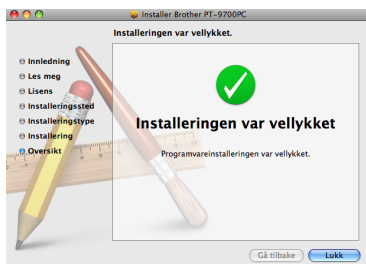 Installer Brother PT-9700PC
Installeringen var vellykket.
Innledning
Les meg
Lisens
Installeringssted
Installeringstype
Installering
Oversikt
Installeringen var vellykket
Programvareinstalleringen var vellykket.
Gå tilbake
Lukk